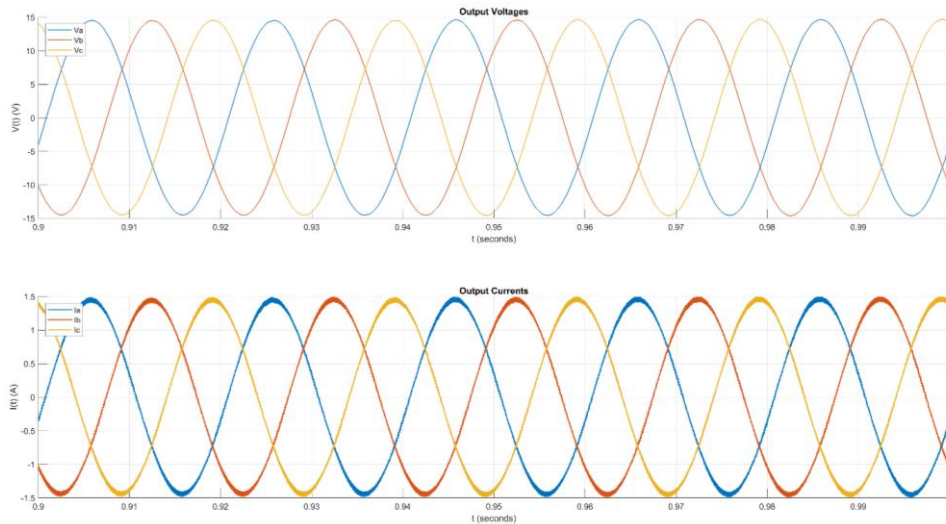 Output Voltages
15
10
5
0
-5
-10
-15
V(t) (V)
Va
Vb
Vc
0.9
0.91
0.92
0.93
0.94
0.95
0.96
0.97
0.98
0.99
t (seconds)
Output Currents
1.5
1
0.5
0
-0.5
-1
-1.5
I(t) (A)
Ia
Ib
Ic
0.9
0.91
0.92
0.93
0.94
0.95
0.96
0.97
0.98
0.99
t (seconds)